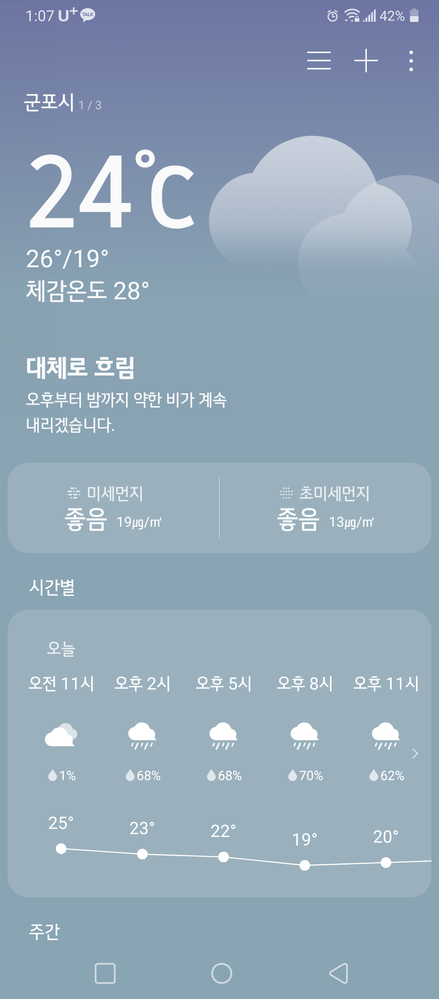 1:07 U+ TALK 42%
군포시 1 / 3
24℃
26°/19°
체감온도 28°
대체로 흐림
오후부터 밤까지 약한 비가 계속
내리겠습니다.
미세먼지 초미세먼지
좋음 19㎍/㎥ 좋음 13㎍/㎥
시간별
오늘
오전 11시 오후 2시 오후 5시 오후 8시 오후 11시
1% 68% 68% 70% 62%
25° 23° 22° 19° 20°
주간